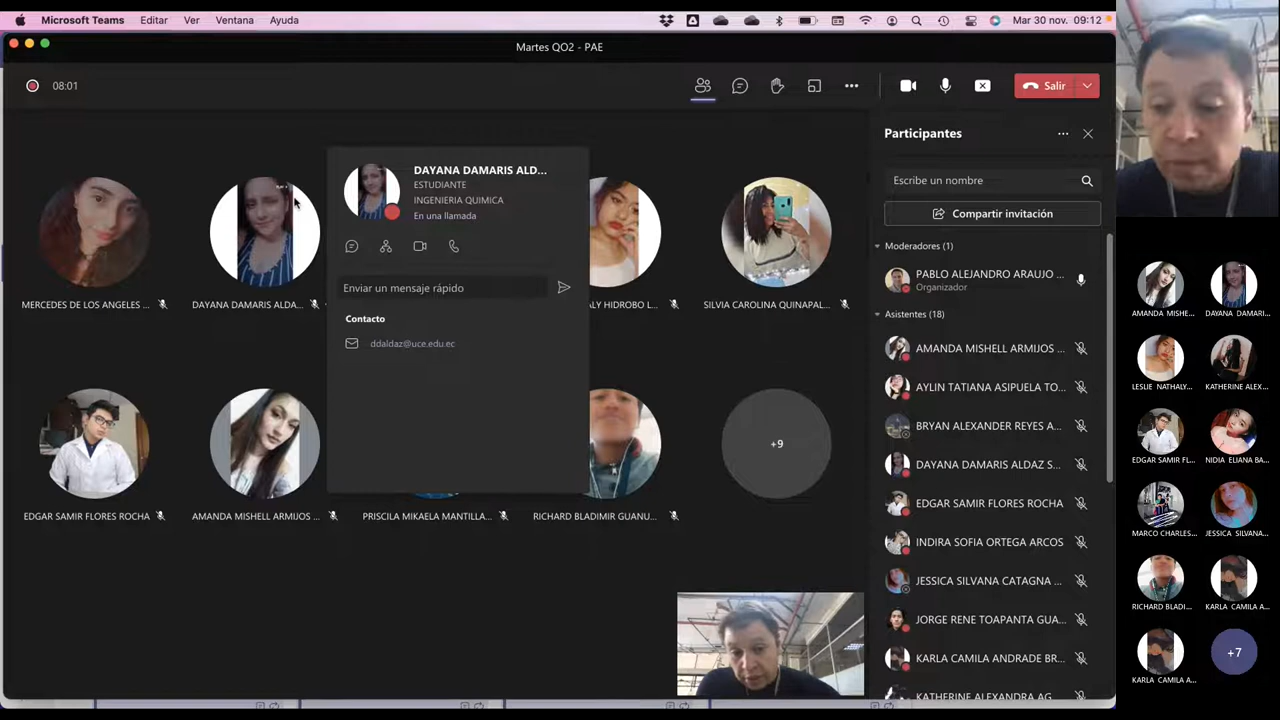 Microsoft Teams Editar Ver Ventana Ayuda
Mar 30 nov. 09:12
Martes QO2 - PAE
08:01
Salir
DAYANA DAMARIS ALD...
ESTUDIANTE
INGENIERIA QUIMICA
En una llamada
Enviar un mensaje rápido
Contacto
ddaldaz@uce.edu.ec
MERCEDES DE LOS ANGELES ...
DAYANA DAMARIS ALDA...
ALY HIDROBO L...
SILVIA CAROLINA QUINAPAL...
+9
EDGAR SAMIR FLORES ROCHA
AMANDA MISHELL ARMIJOS ...
PRISCILA MIKAELA MANTILLA...
RICHARD BLADIMIR GUANU...
Participantes
Escribe un nombre
Compartir invitación
Moderadores (1)
PABLO ALEJANDRO ARAUJO ...
Organizador
Asistentes (18)
AMANDA MISHELL ARMIJOS ...
AYLIN TATIANA ASIPUELA TO...
BRYAN ALEXANDER REYES A...
DAYANA DAMARIS ALDAZ S...
EDGAR SAMIR FLORES ROCHA
INDIRA SOFIA ORTEGA ARCOS
JESSICA SILVANA CATAGNA ...
JORGE RENE TOAPANTA GUA...
KARLA CAMILA ANDRADE BR...
KATHERINE ALEXANDRA AG
AMANDA MISHE...
DAYANA DAMARI...
LESLIE NATHALY...
KATHERINE ALEX...
EDGAR SAMIR FL...
NIDIA ELIANA BA...
MARCO CHARLES...
JESSICA SILVANA...
RICHARD BLADI...
KARLA CAMILA A...
KARLA CAMILA A...
+7